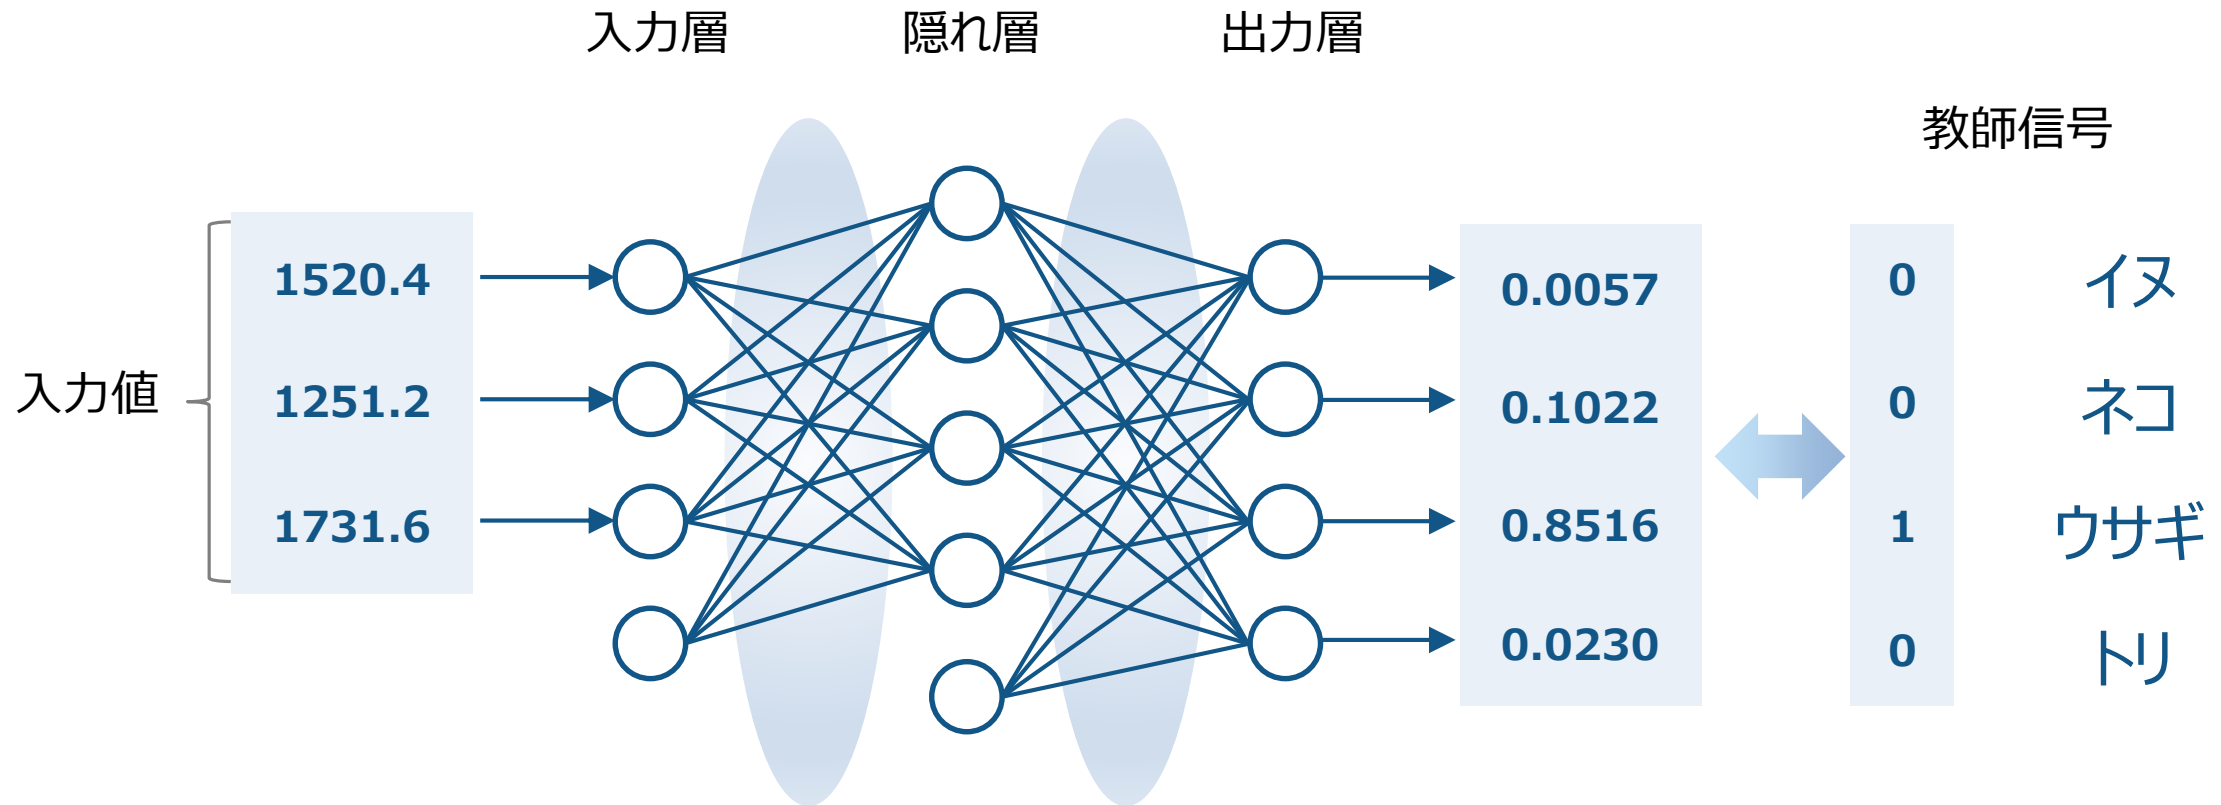 入力層
隠れ層
出力層
教師信号
入力値
1520.4
1251.2
1731.6
0.0057
0.1022
0.8516
0.0230
0
0
1
0
イヌ
ネコ
ウサギ
トリ